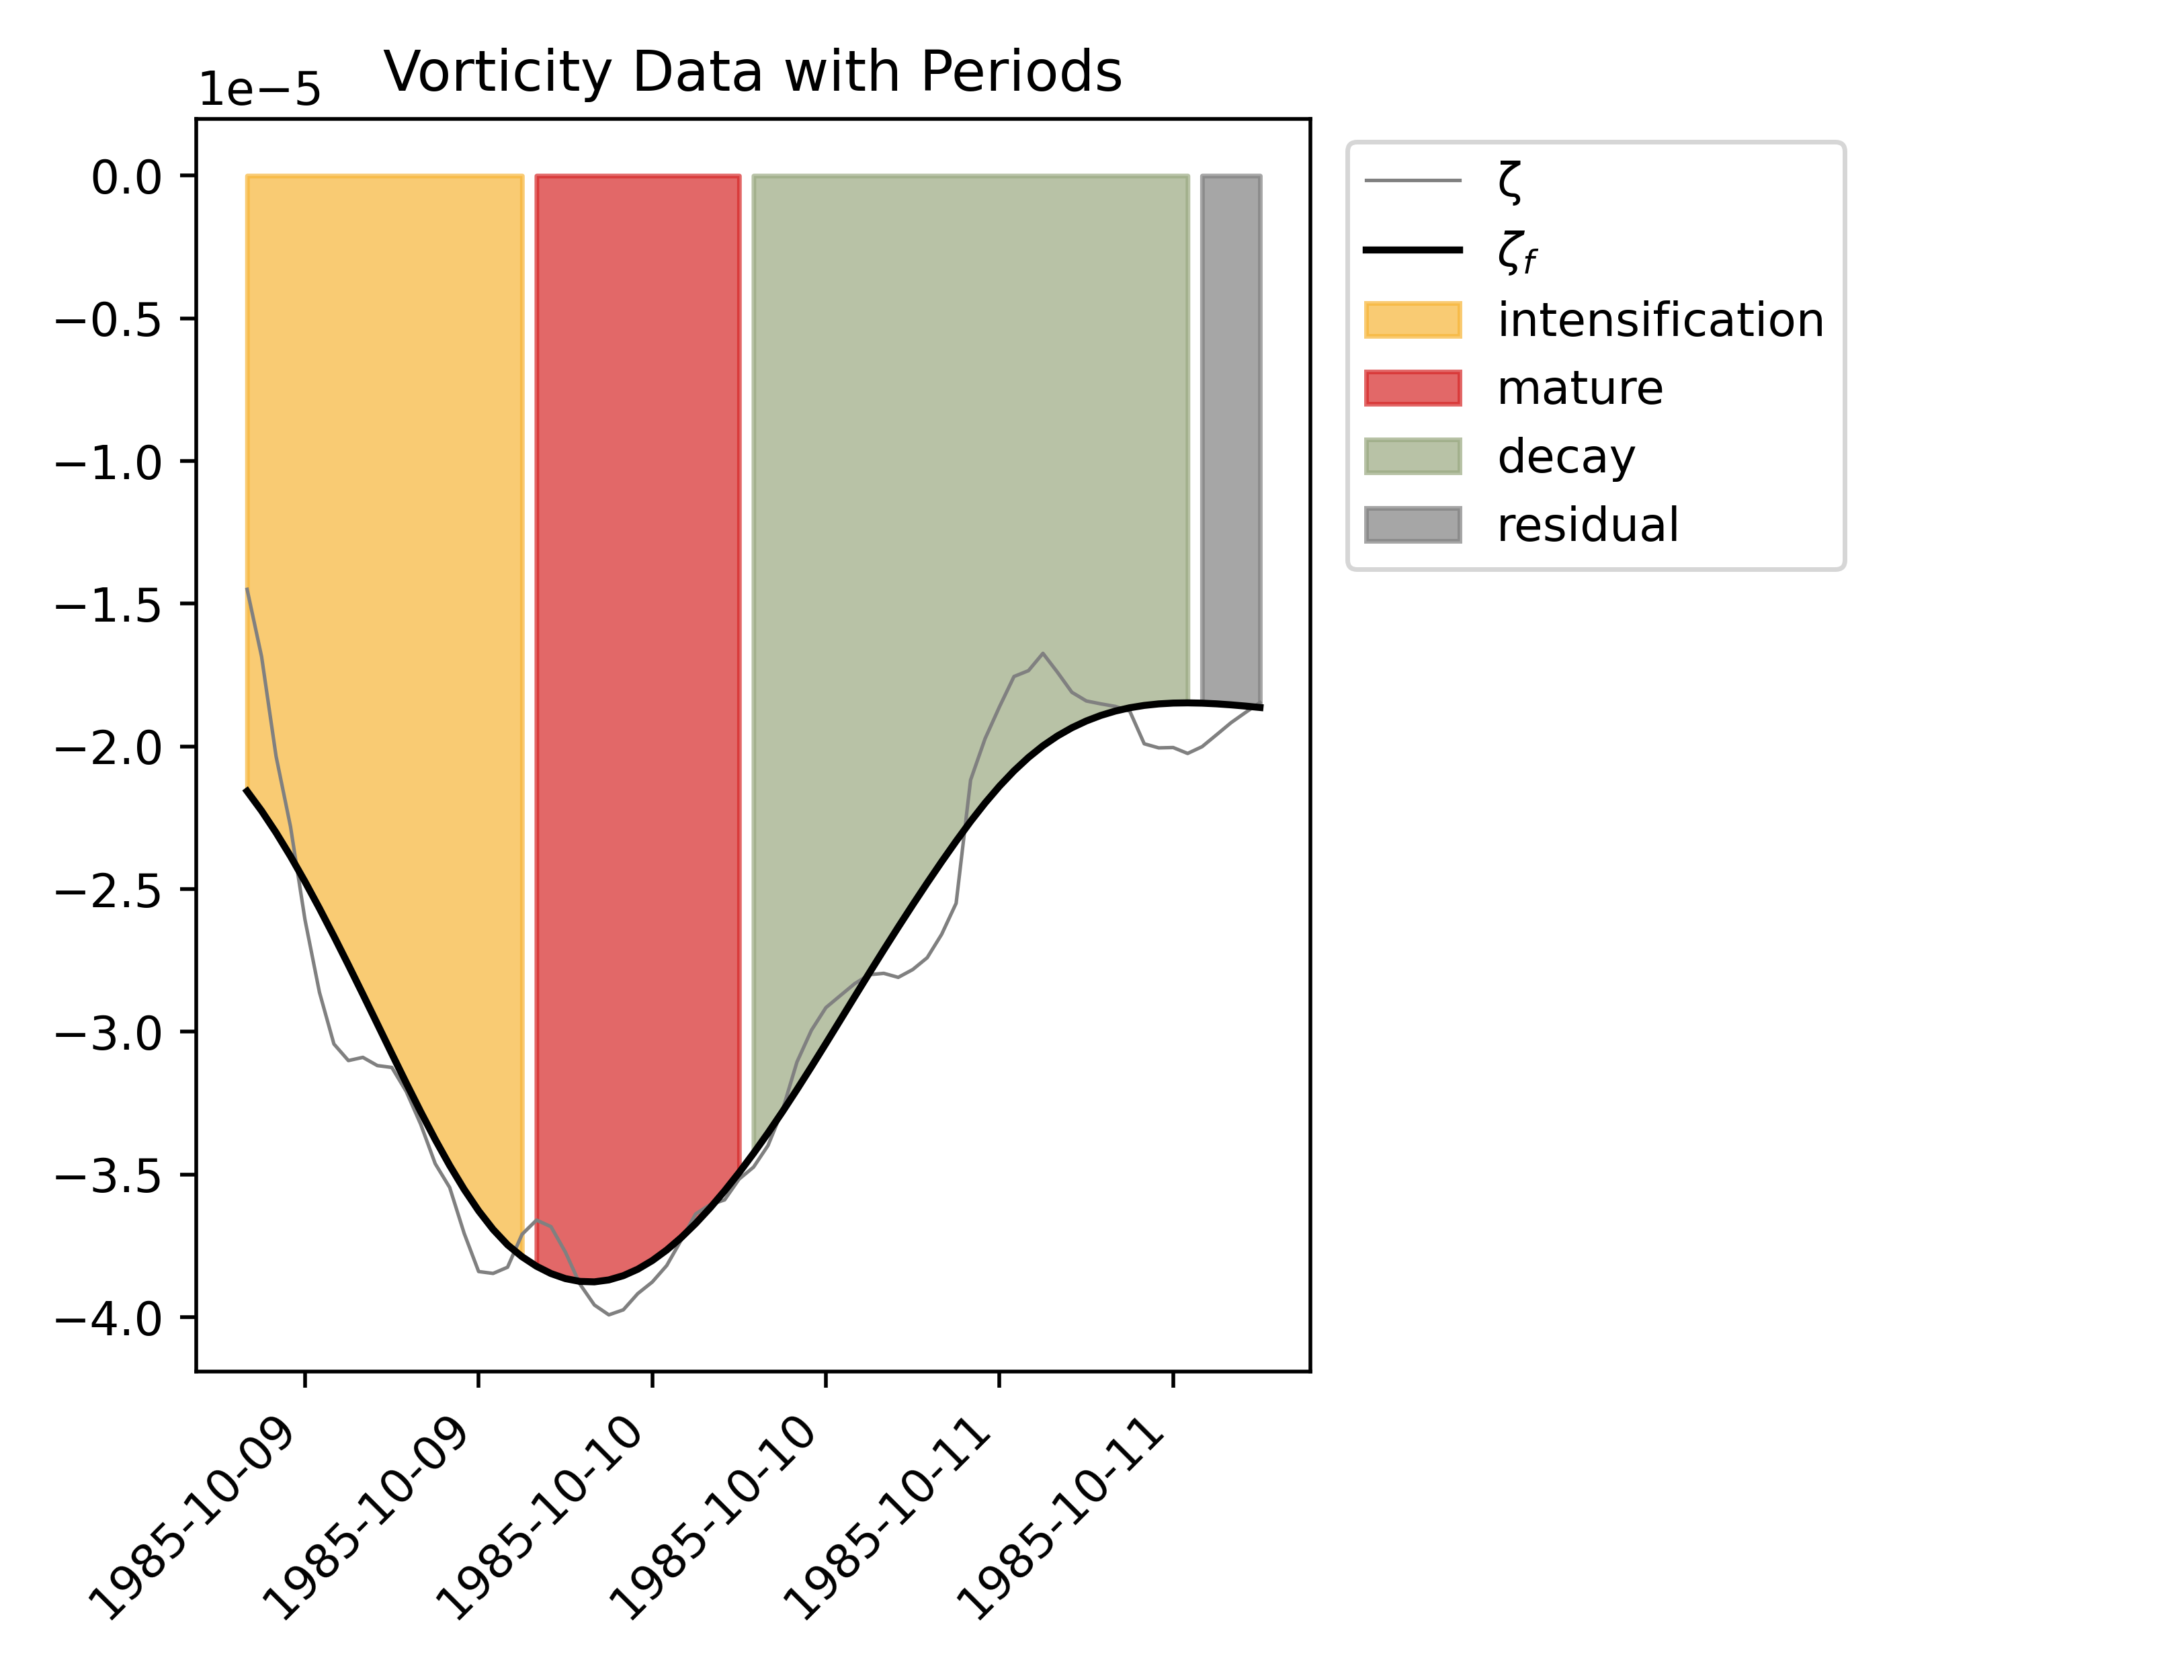 Vorticity Data with Periods
1e−5
0.0
−0.5
−1.0
−1.5
−2.0
−2.5
−3.0
−3.5
−4.0
1985-10-09
1985-10-09
1985-10-10
1985-10-10
1985-10-11
1985-10-11
ζ
ζf
intensification
mature
decay
residual